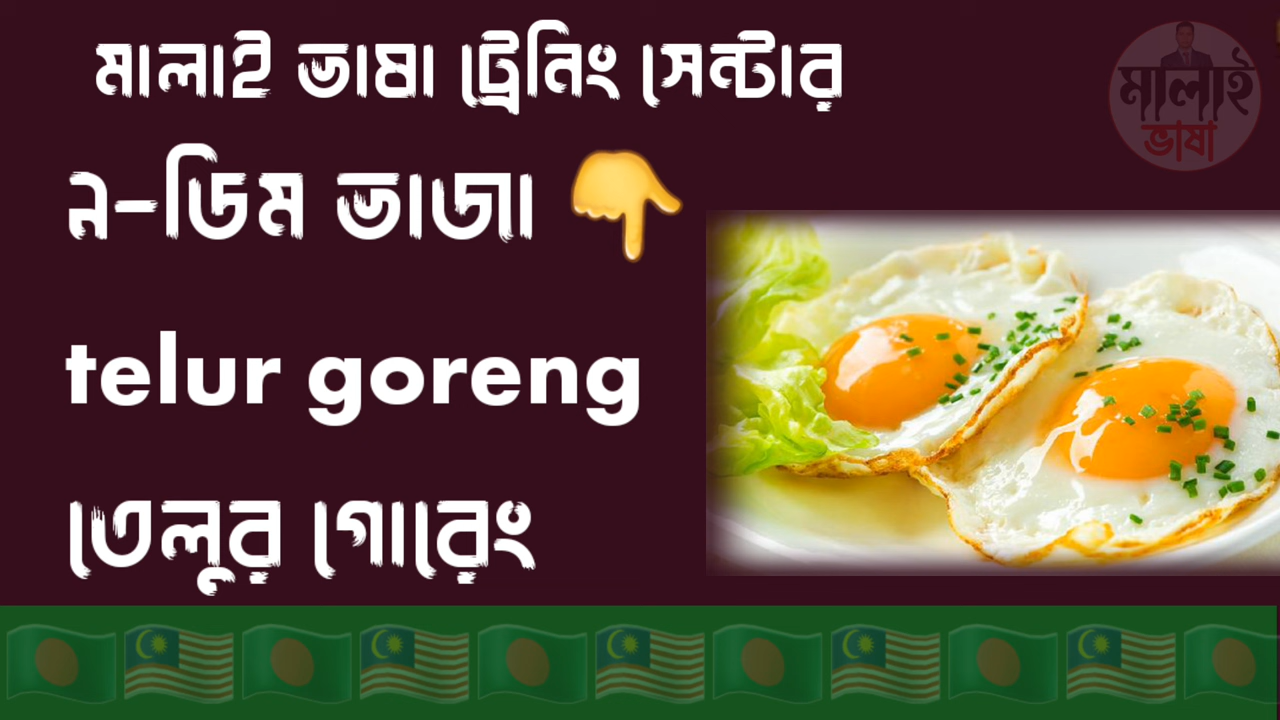 মালাই ভাষা ট্রেনিং সেন্টার
মালাই
ভাষা
৯-ডিম ভাজা 👇
telur goreng
তেলুর গোরেং